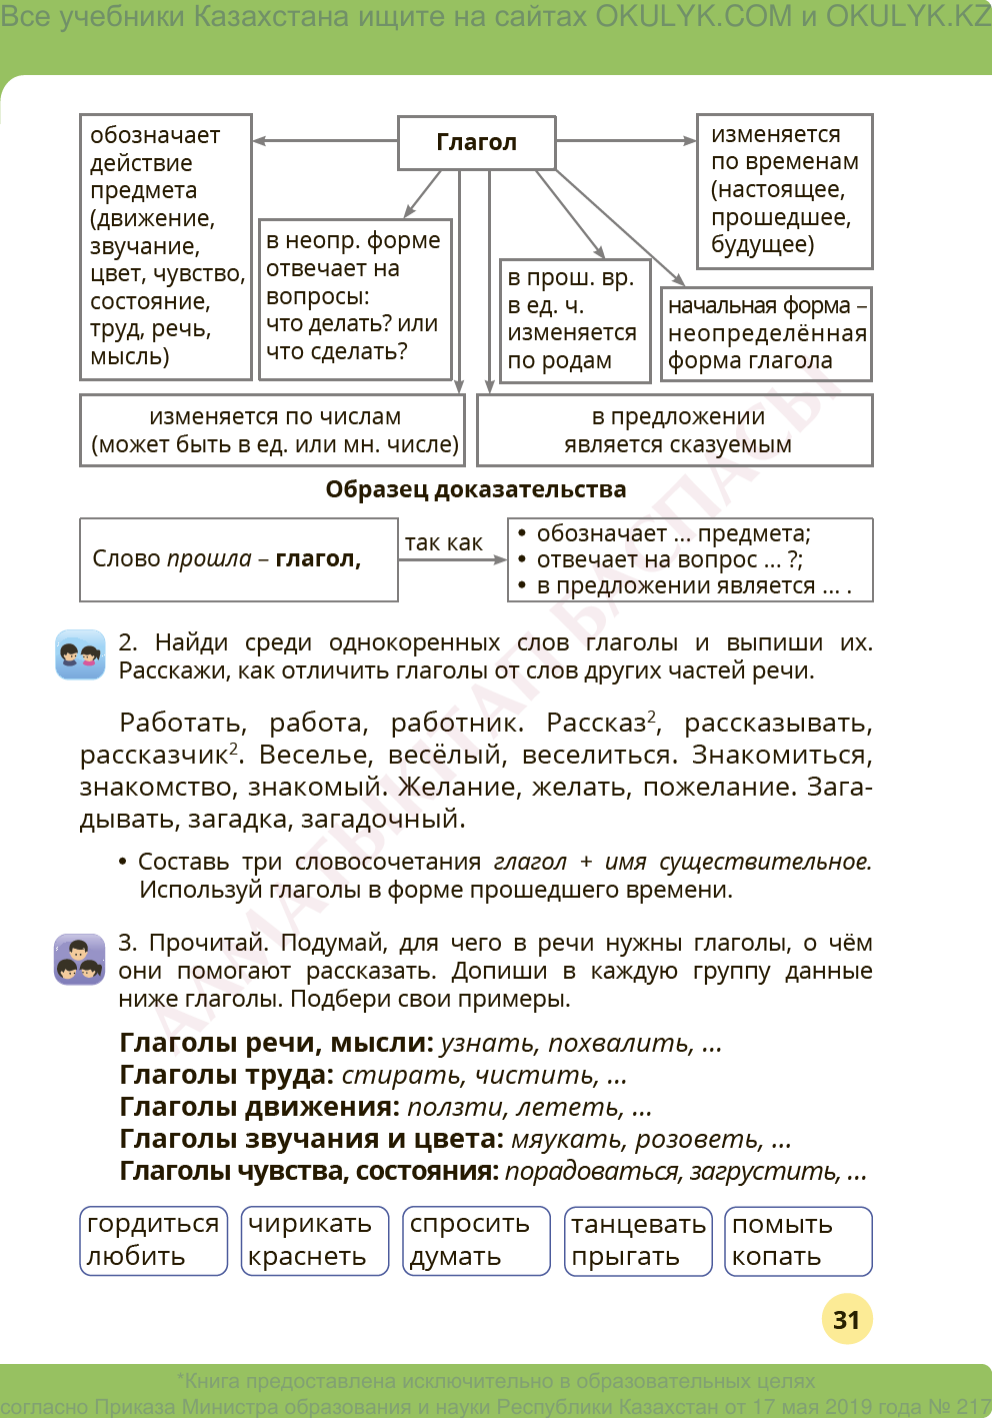 Все учебники Казахстана ищите на сайтах OKULYK.COM и OKULYK.KZ
Глагол
обозначает
действие
предмета
(движение,
звучание,
цвет, чувство,
состояние,
труд, речь,
мысль)
в неопр. форме
отвечает на
вопросы:
что делать? или
что сделать?
в прош. вр.
в ед. ч.
изменяется
по родам
изменяется
по временам
(настоящее,
прошедшее,
будущее)
начальная форма –
неопределённая
форма глагола
изменяется по числам
(может быть в ед. или мн. числе)
в предложении
является сказуемым
Образец доказательства
Слово прошла – глагол,
так как
• обозначает ... предмета;
• отвечает на вопрос ... ?;
• в предложении является ... .
2. Найди среди однокоренных слов глаголы и выпиши их.
Расскажи, как отличить глаголы от слов других частей речи.
Работать, работа, работник. Рассказ², рассказывать,
рассказчик². Веселье, весёлый, веселиться. Знакомиться,
знакомство, знакомый. Желание, желать, пожелание. Зага-
дывать, загадка, загадочный.
• Составь три словосочетания глагол + имя существительное.
Используй глаголы в форме прошедшего времени.
3. Прочитай. Подумай, для чего в речи нужны глаголы, о чём
они помогают рассказать. Допиши в каждую группу данные
ниже глаголы. Подбери свои примеры.
Глаголы речи, мысли: узнать, похвалить, ...
Глаголы труда: стирать, чистить, ...
Глаголы движения: ползти, лететь, ...
Глаголы звучания и цвета: мяукать, розоветь, ...
Глаголы чувства, состояния: порадоваться, загрустить, ...
гордиться
любить
чирикать
краснеть
спросить
думать
танцевать
прыгать
помыть
копать
31
АЛМАТЫКІТАП БАСПАСЫ
*Книга предоставлена исключительно в образовательных целях
согласно Приказа Министра образования и науки Республики Казахстан от 17 мая 2019 года № 217